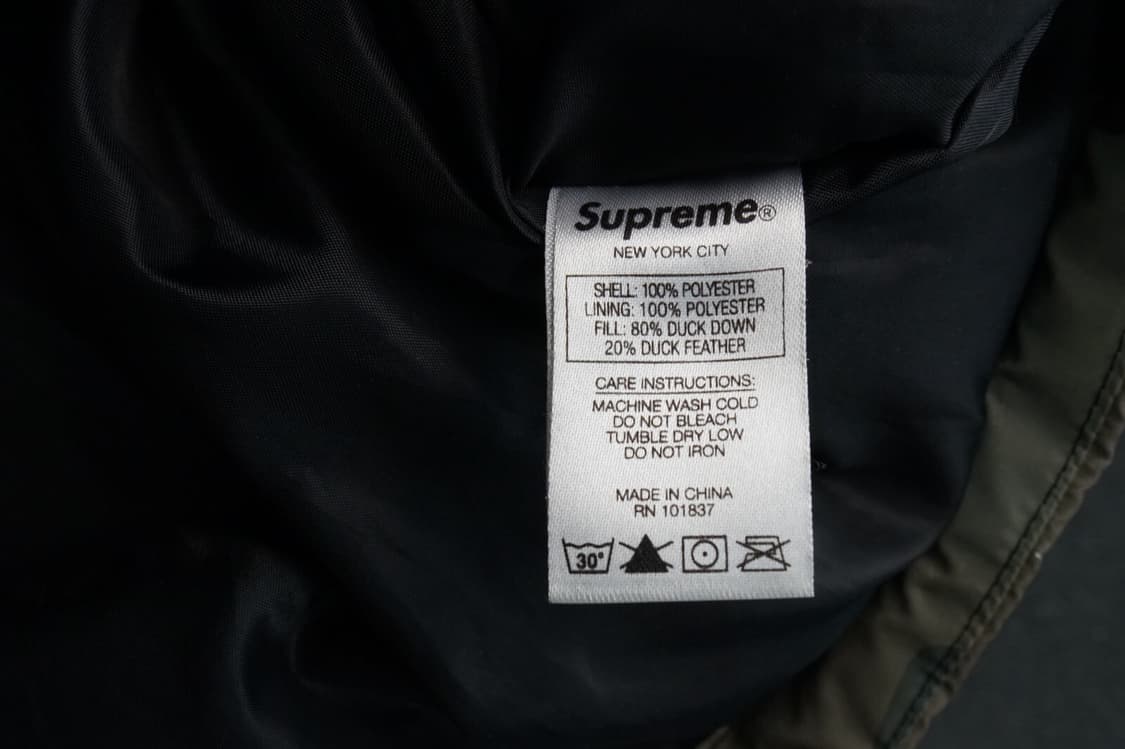 Supreme®
NEW YORK CITY
SHELL: 100% POLYESTER
LINING: 100% POLYESTER
FILL: 80% DUCK DOWN
20% DUCK FEATHER
CARE INSTRUCTIONS:
MACHINE WASH COLD
DO NOT BLEACH
TUMBLE DRY LOW
DO NOT IRON
MADE IN CHINA
RN 101837
30°